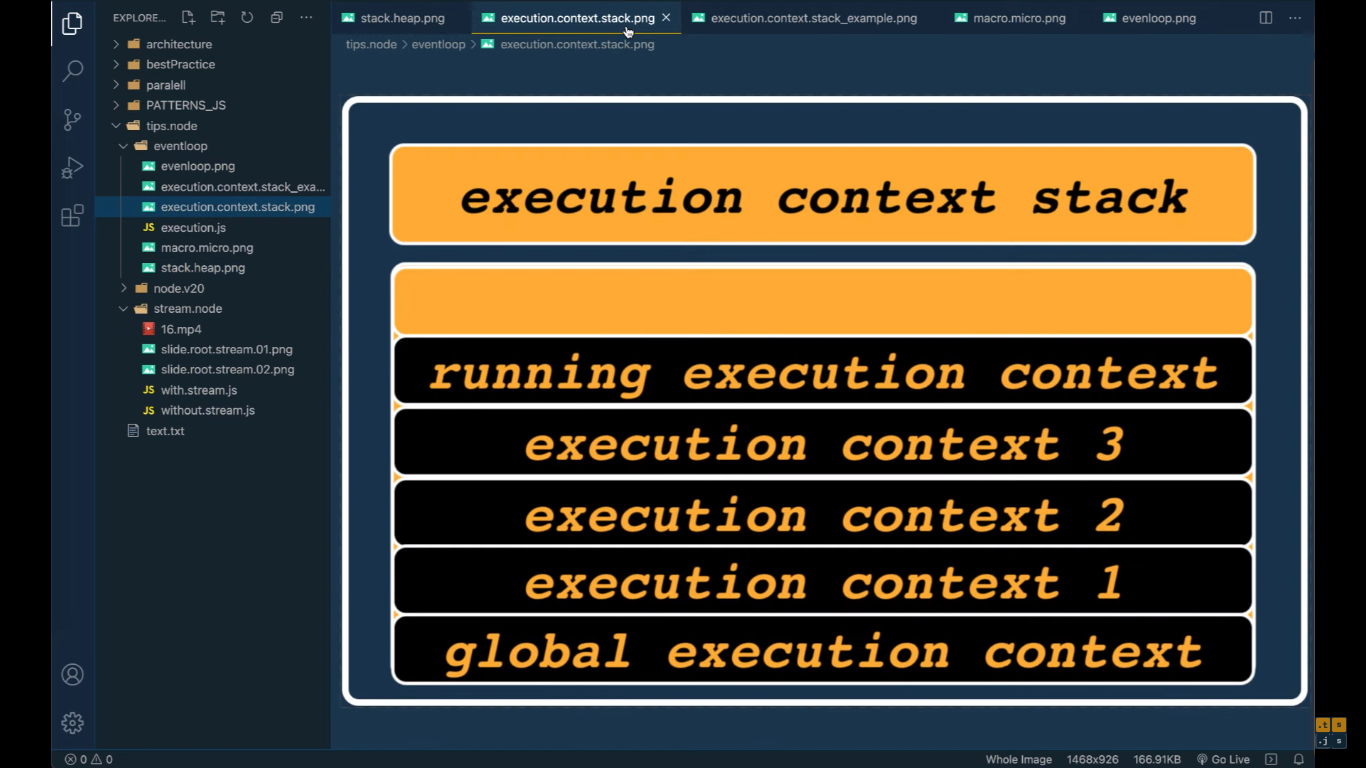 EXPLORE...
stack.heap.png
execution.context.stack.png
execution.context.stack_example.png
macro.micro.png
evenloop.png
tips.node > eventloop > execution.context.stack.png
architecture
bestPractice
paralell
PATTERNS_JS
tips.node
eventloop
evenloop.png
execution.context.stack_exa...
execution.context.stack.png
JS execution.js
macro.micro.png
stack.heap.png
node.v20
stream.node
16.mp4
slide.root.stream.01.png
slide.root.stream.02.png
JS with.stream.js
JS without.stream.js
text.txt
execution context stack
running execution context
execution context 3
execution context 2
execution context 1
global execution context
.t s
.j s
0 0
Whole Image 1468x926 166.91KB Go Live